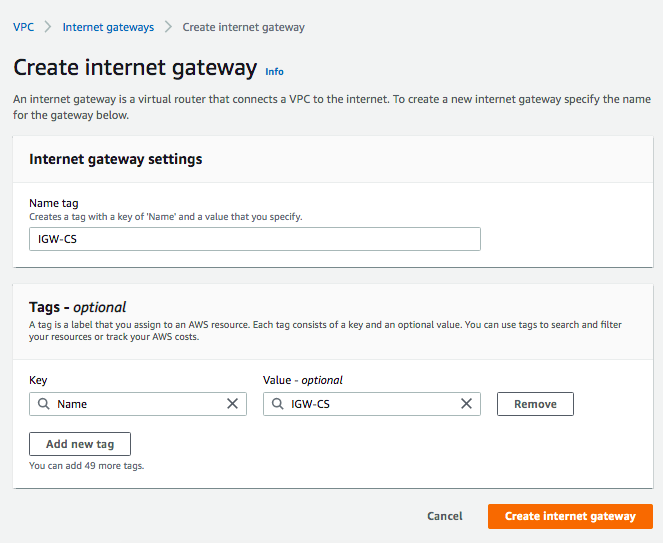 VPC > Internet gateways > Create internet gateway
Create internet gateway Info
An internet gateway is a virtual router that connects a VPC to the internet. To create a new internet gateway specify the name
for the gateway below.
Internet gateway settings
Name tag
Creates a tag with a key of 'Name' and a value that you specify.
IGW-CS
Tags - optional
A tag is a label that you assign to an AWS resource. Each tag consists of a key and an optional value. You can use tags to search and filter
your resources or track your AWS costs.
Key Value - optional
Name IGW-CS Remove
Add new tag
You can add 49 more tags.
Cancel Create internet gateway